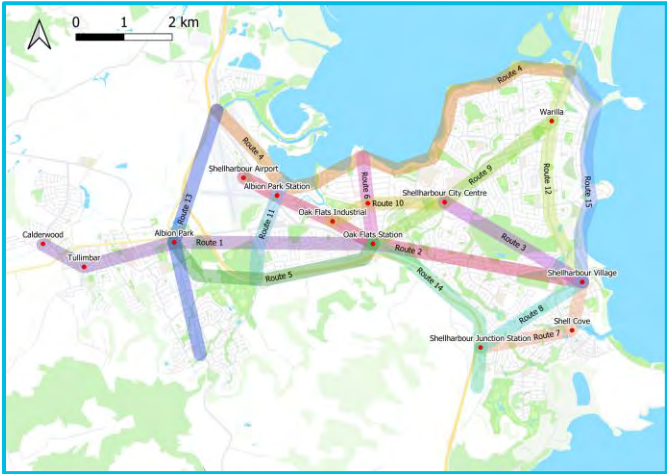 0 1 2 km
Route 4
Warilla
Route 4
Shellharbour Airport
Route 9
Albion Park Station
Route 6
Shellharbour City Centre
Route 12
Route 13
Route 11
Oak Flats Industrial
Route 10
Route 15
Calderwood
Albion Park
Route 1
Oak Flats Station
Route 2
Route 3
Tullimbar
Route 5
Shellharbour Village
Route 14
Route 8
Shell Cove
Shellharbour Junction Station
Route 7